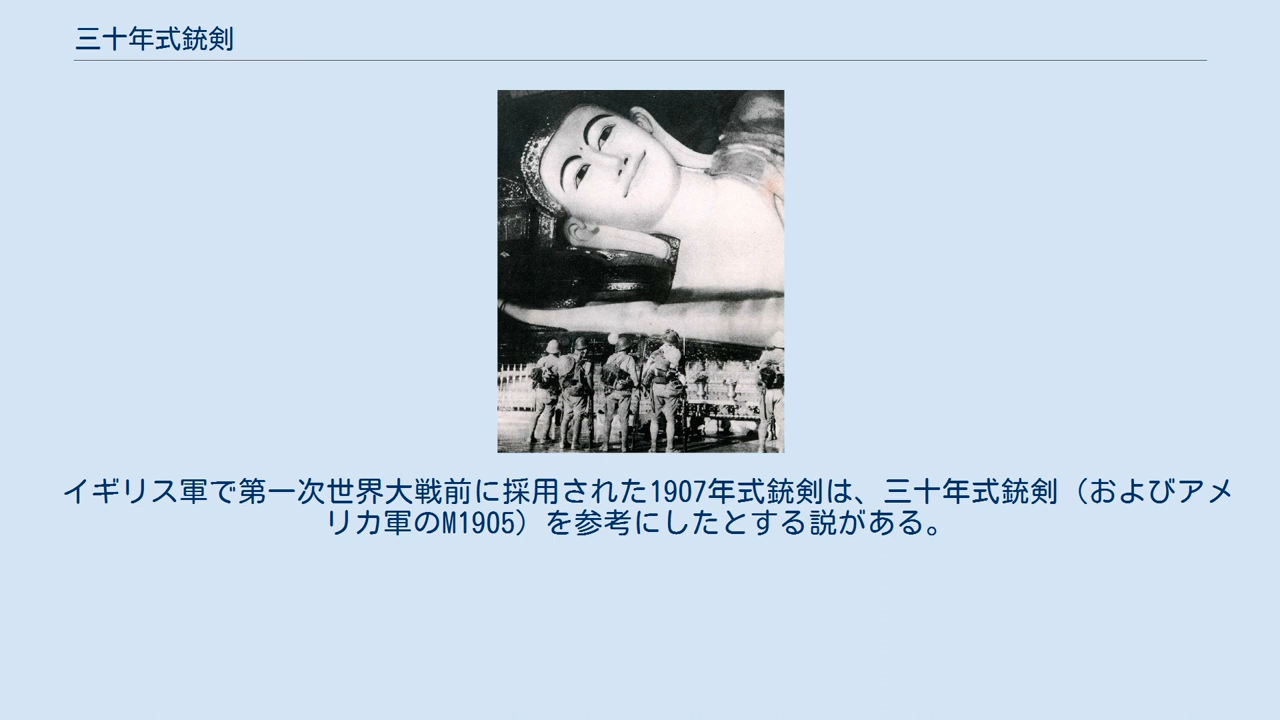 三十年式銃剣
イギリス軍で第一次世界大戦前に採用された1907年式銃剣は、三十年式銃剣（およびアメ
リカ軍のM1905）を参考にしたとする説がある。